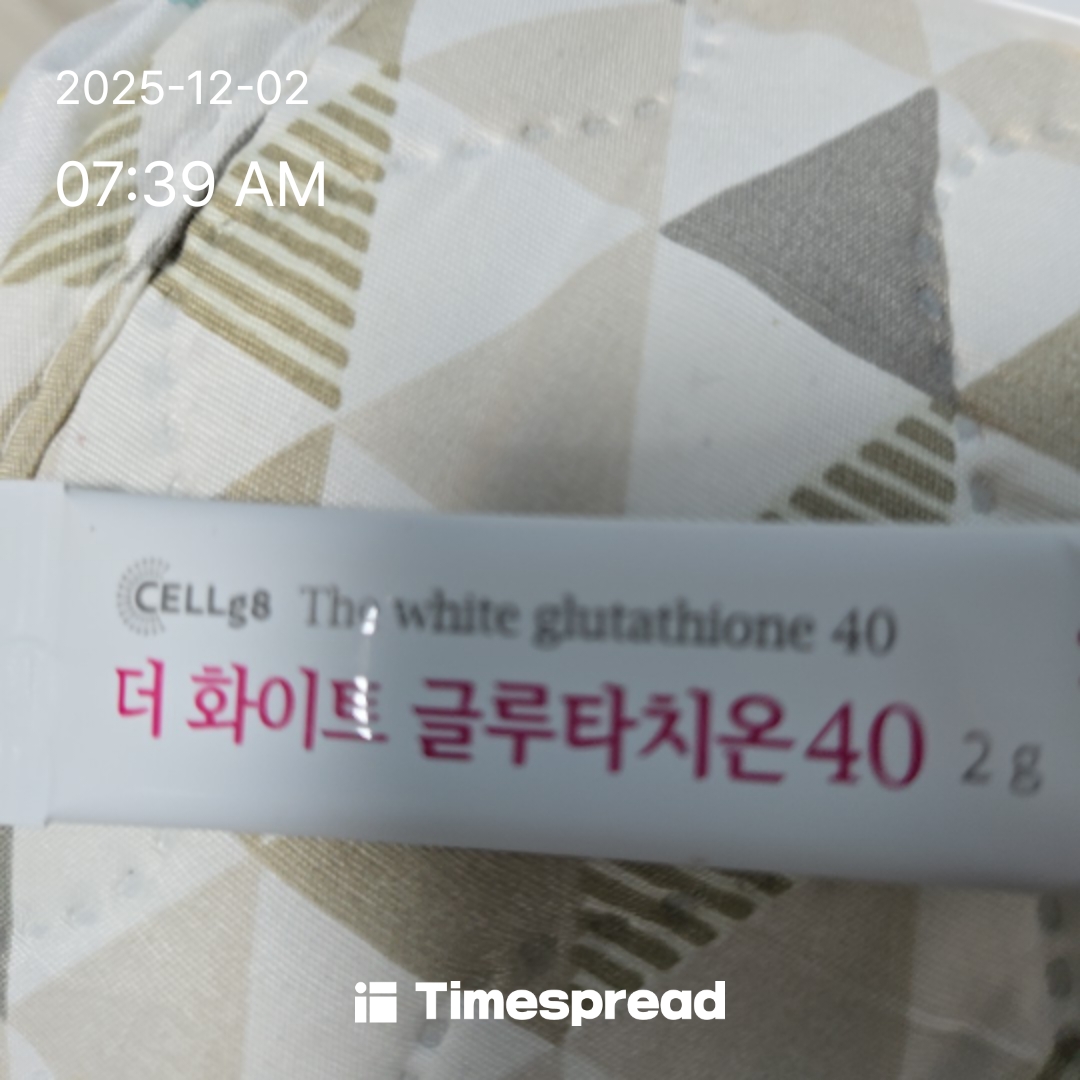 2025-12-02
07:39 AM
CELLg8 The white glutathione 40
더 화이트 글루타치온40 2 g
Timespread